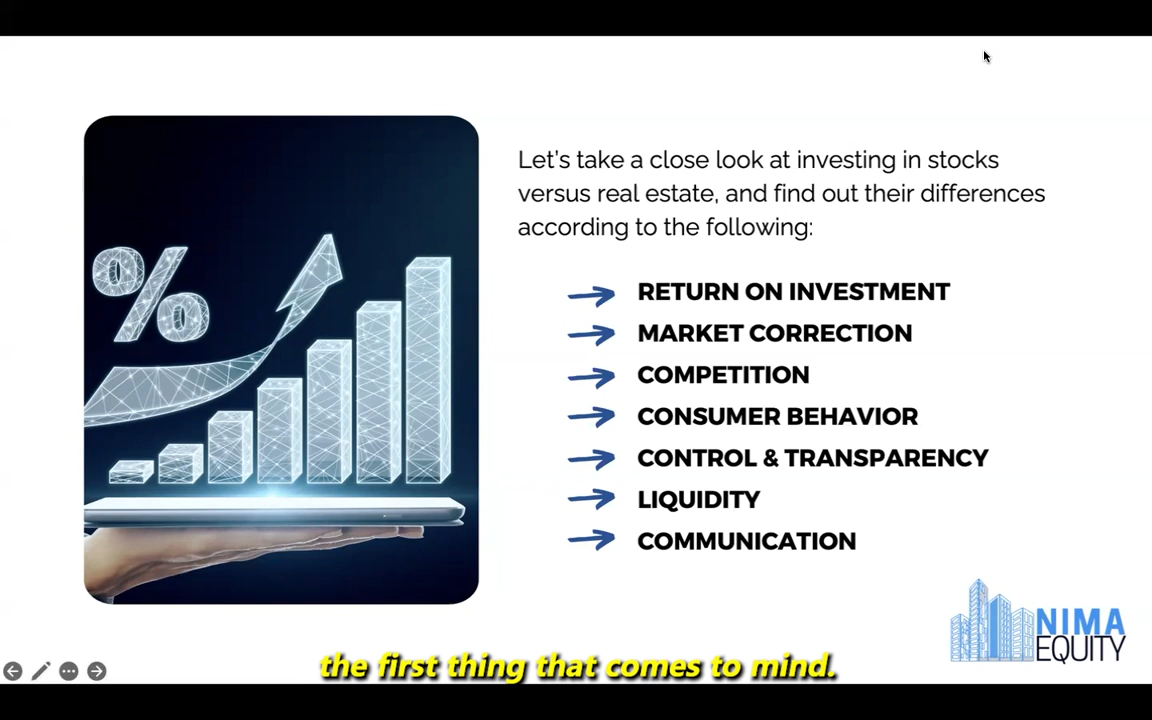 Let's take a close look at investing in stocks
versus real estate, and find out their differences
according to the following:
RETURN ON INVESTMENT
MARKET CORRECTION
COMPETITION
CONSUMER BEHAVIOR
CONTROL & TRANSPARENCY
LIQUIDITY
COMMUNICATION
%
NIMA
EQUITY
the first thing that comes to mind.